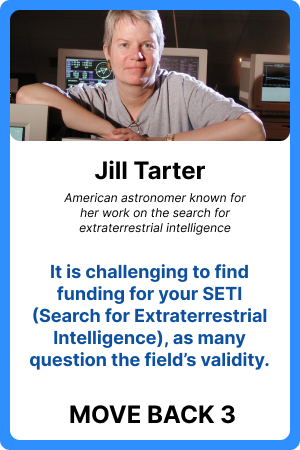 Jill Tarter
American astronomer known for
her work on the search for
extraterrestrial intelligence
It is challenging to find
funding for your SETI
(Search for Extraterrestrial
Intelligence), as many
question the field’s validity.
MOVE BACK 3